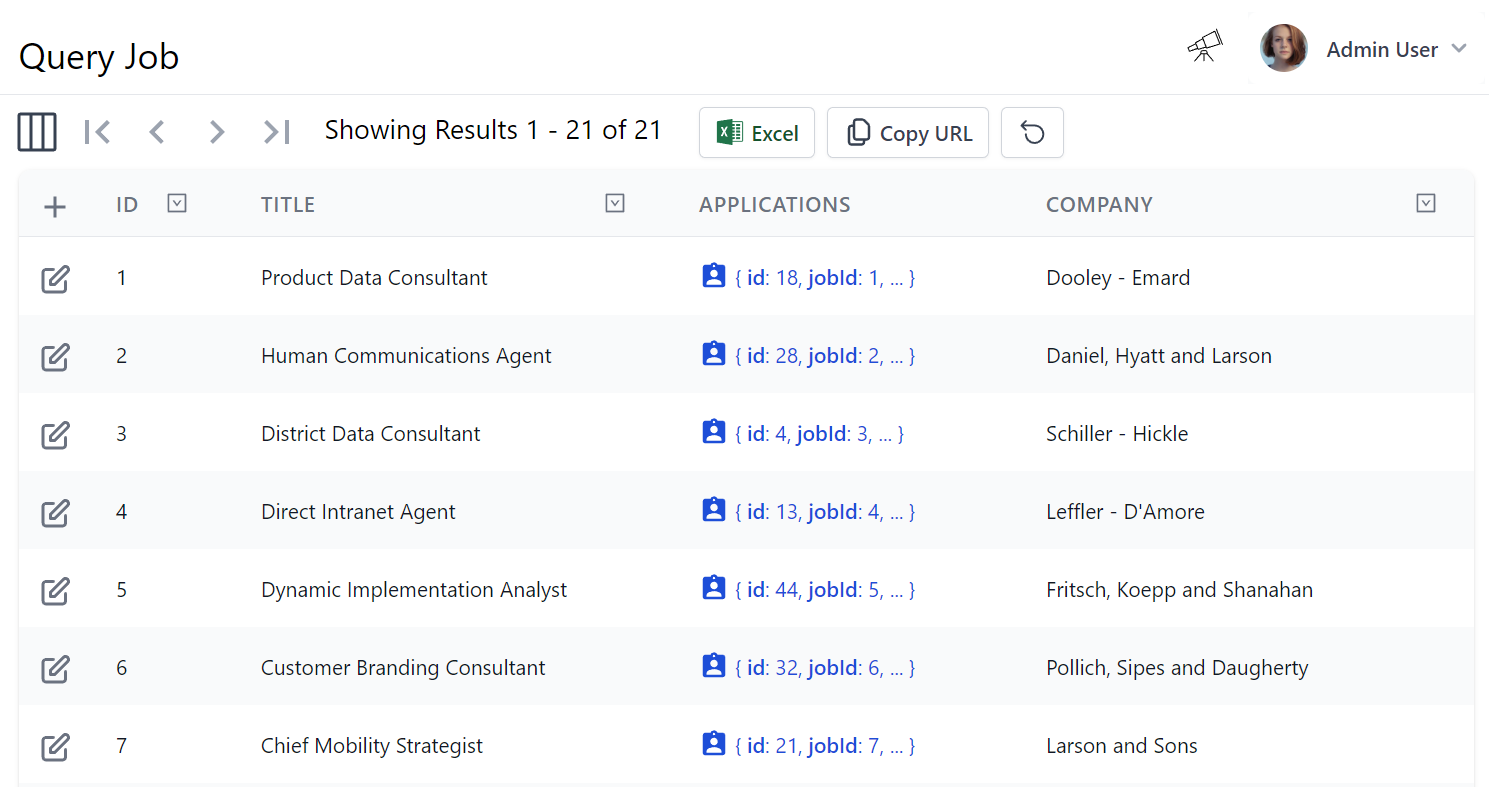 Query Job
Admin User
Showing Results 1 - 21 of 21
Excel
Copy URL
ID TITLE APPLICATIONS COMPANY
1 Product Data Consultant { id: 18, jobId: 1, ... } Dooley - Emard
2 Human Communications Agent { id: 28, jobId: 2, ... } Daniel, Hyatt and Larson
3 District Data Consultant { id: 4, jobId: 3, ... } Schiller - Hickle
4 Direct Intranet Agent { id: 13, jobId: 4, ... } Leffler - D'Amore
5 Dynamic Implementation Analyst { id: 44, jobId: 5, ... } Fritsch, Koepp and Shanahan
6 Customer Branding Consultant { id: 32, jobId: 6, ... } Pollich, Sipes and Daugherty
7 Chief Mobility Strategist { id: 21, jobId: 7, ... } Larson and Sons